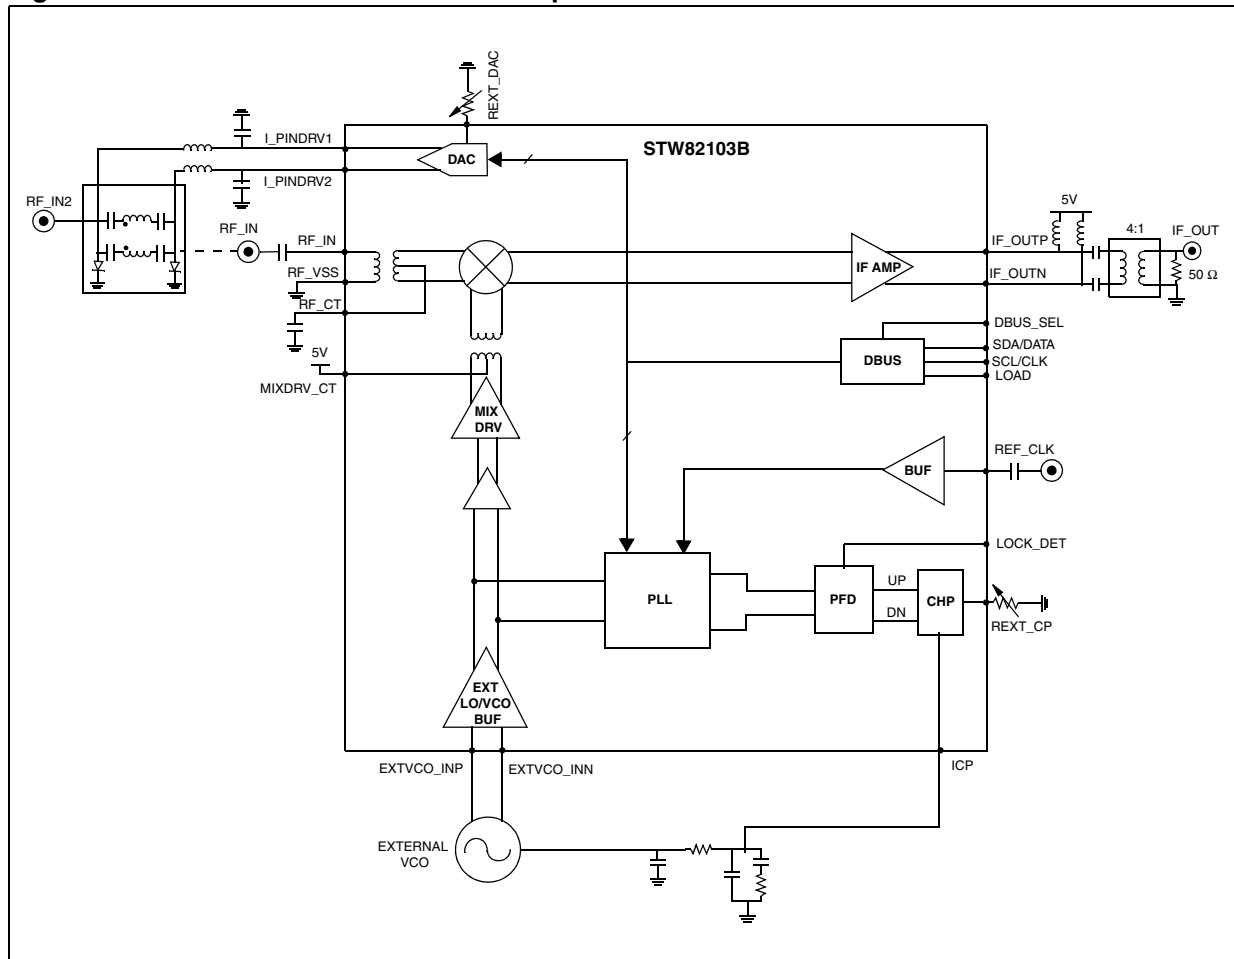 REXT_DAC
I_PINDRV1
STW82103B
DAC
I_PINDRV2
RF_IN2
5V
RF_IN
RF_IN
4:1
IF_OUT
IF_OUTP
IF AMP
RF_VSS
IF_OUTN
50 Ω
RF_CT
DBUS_SEL
5V
SDA/DATA
DBUS
SCL/CLK
LOAD
MIXDRV_CT
MIX
DRV
REF_CLK
BUF
LOCK_DET
UP
PLL
PFD
CHP
DN
REXT_CP
EXT
LO/VCO
BUF
EXTVCO_INP
EXTVCO_INN
ICP
EXTERNAL
VCO